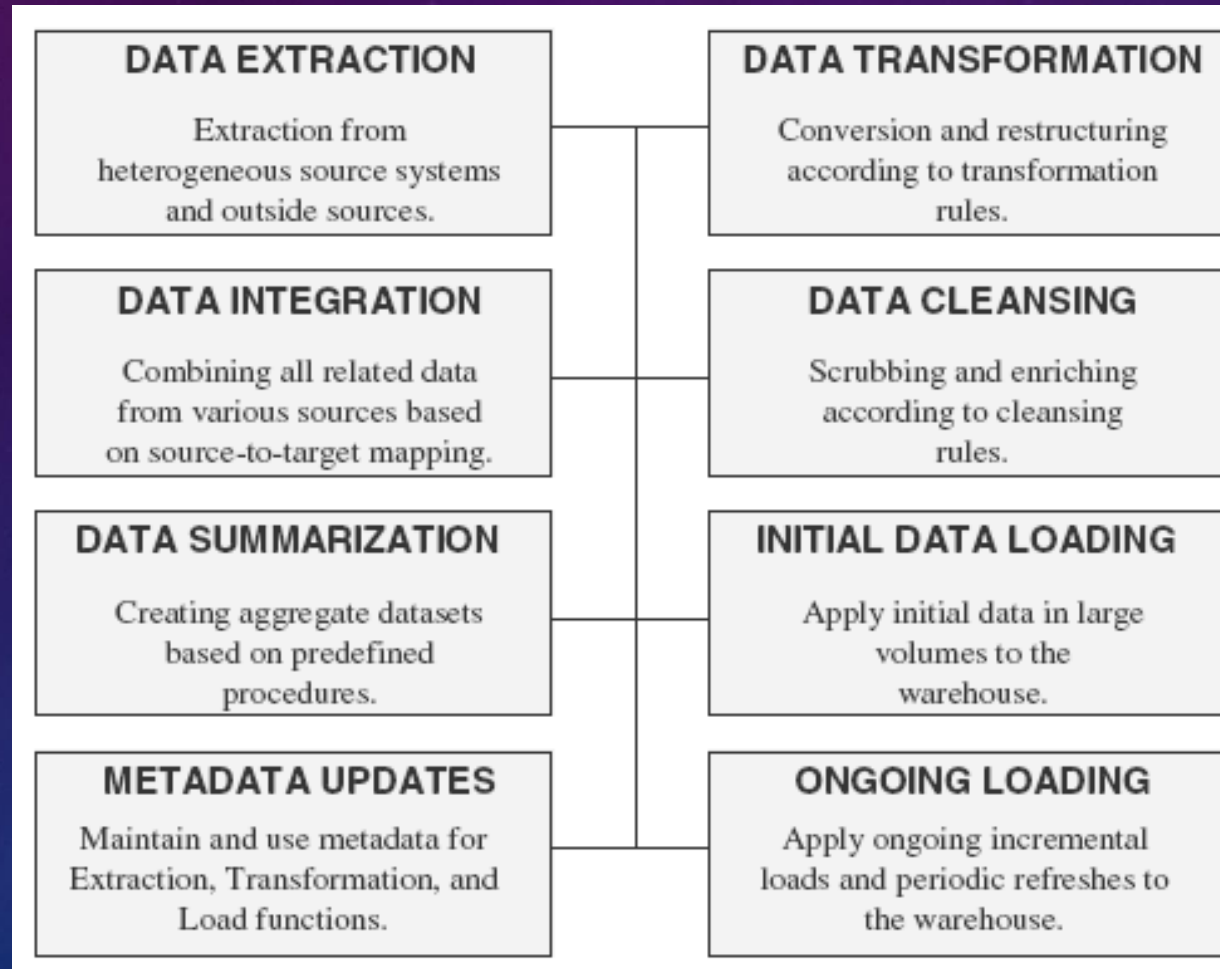 DATA EXTRACTION
Extraction from
heterogeneous source systems
and outside sources.
DATA TRANSFORMATION
Conversion and restructuring
according to transformation
rules.
DATA INTEGRATION
Combining all related data
from various sources based
on source-to-target mapping.
DATA CLEANSING
Scrubbing and enriching
according to cleansing
rules.
DATA SUMMARIZATION
Creating aggregate datasets
based on predefined
procedures.
INITIAL DATA LOADING
Apply initial data in large
volumes to the
warehouse.
METADATA UPDATES
Maintain and use metadata for
Extraction, Transformation, and
Load functions.
ONGOING LOADING
Apply ongoing incremental
loads and periodic refreshes to
the warehouse.